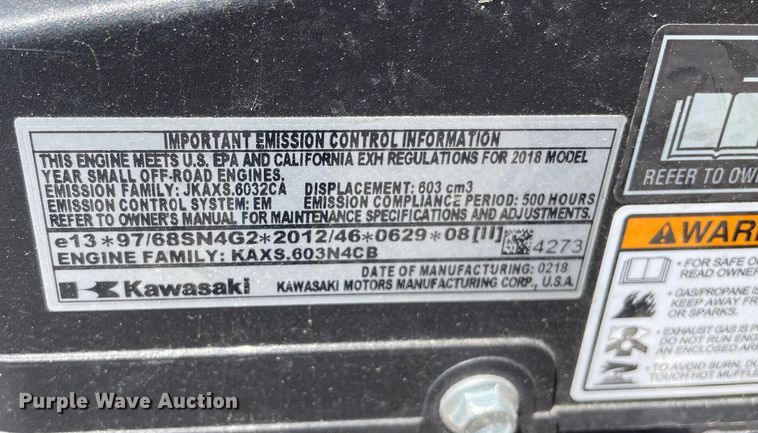 IMPORTANT EMISSION CONTROL INFORMATION
THIS ENGINE MEETS U.S. EPA AND CALIFORNIA EXH REGULATIONS FOR 2018 MODEL
YEAR SMALL OFF-ROAD ENGINES,
EMISSION FAMILY: JKAXS.6032CA DISPLACEMENT: 603 cm3
EMISSION CONTROL SYSTEM: EM EMISSION COMPLIANCE PERIOD: 500 HOURS
REFER TO OWNER'S MANUAL FOR MAINTENANCE SPECIFICATIONS AND ADJUSTMENTS.
e13*97/68SN4G2*2012/46*0629*08[II] 4273
ENGINE FAMILY: KAXS.603N4CB
DATE OF MANUFACTURING: 0218
Kawasaki KAWASAKI MOTORS MANUFACTURING CORP., U.S.A.
REFER TO OW
WARN
• FOR SAFE O
READ OWNER
• GAS/PROPANE IS
KEEP AWAY FR
OR SPARKS.
• EXHAUST GAS IS P
DO NOT RUN ENG
AN ENCLOSED AR
• TO AVOID BURN, DO
TOUCH HOT MUFFLE
Purple Wave Auction